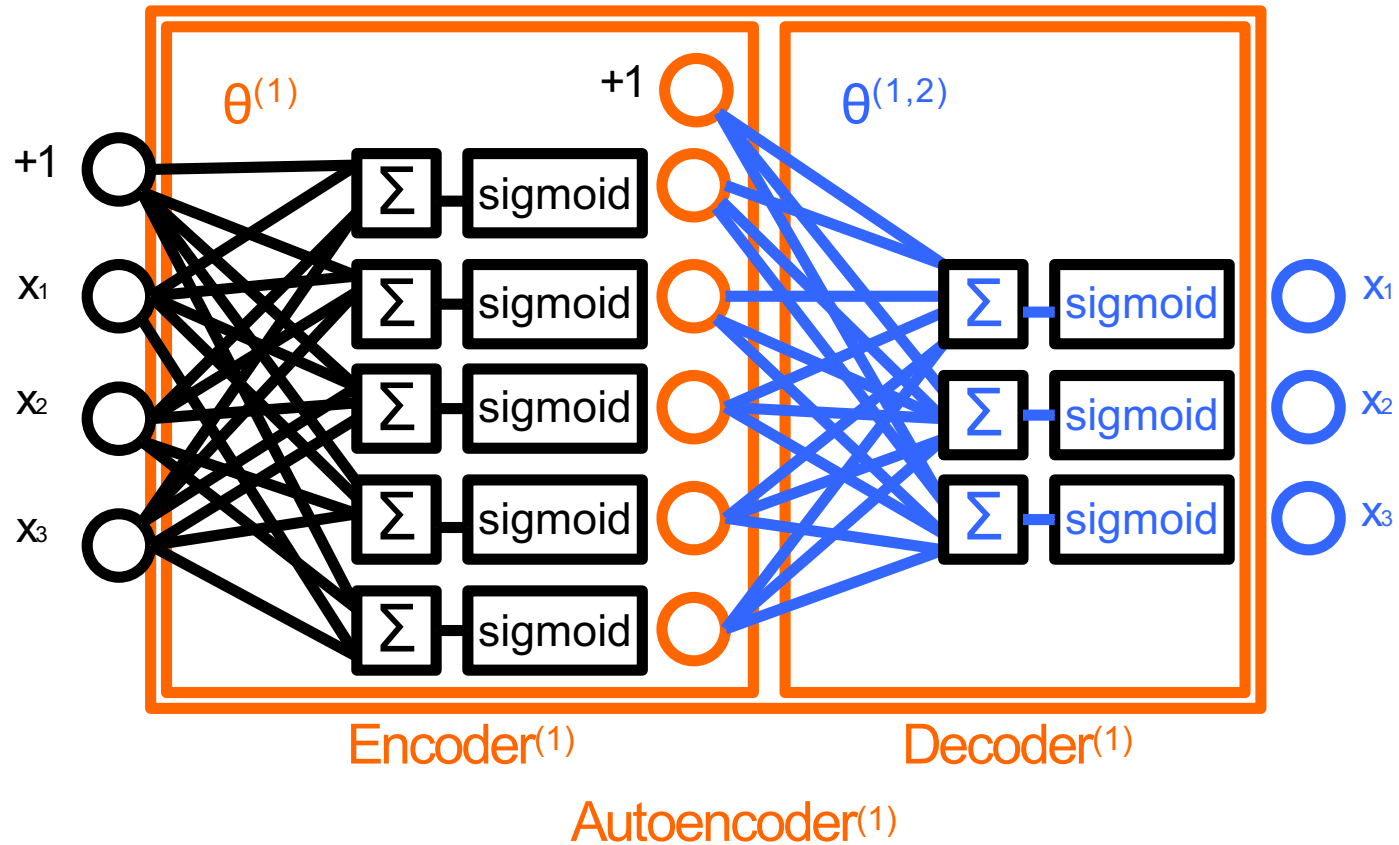 +1
θ(1)
θ(1,2)
+1
Σ
sigmoid
x1
Σ
sigmoid
Σ
sigmoid
x1
x2
Σ
sigmoid
Σ
sigmoid
x2
x3
Σ
sigmoid
Σ
sigmoid
x3
Σ
sigmoid
Encoder(1)
Decoder(1)
Autoencoder(1)